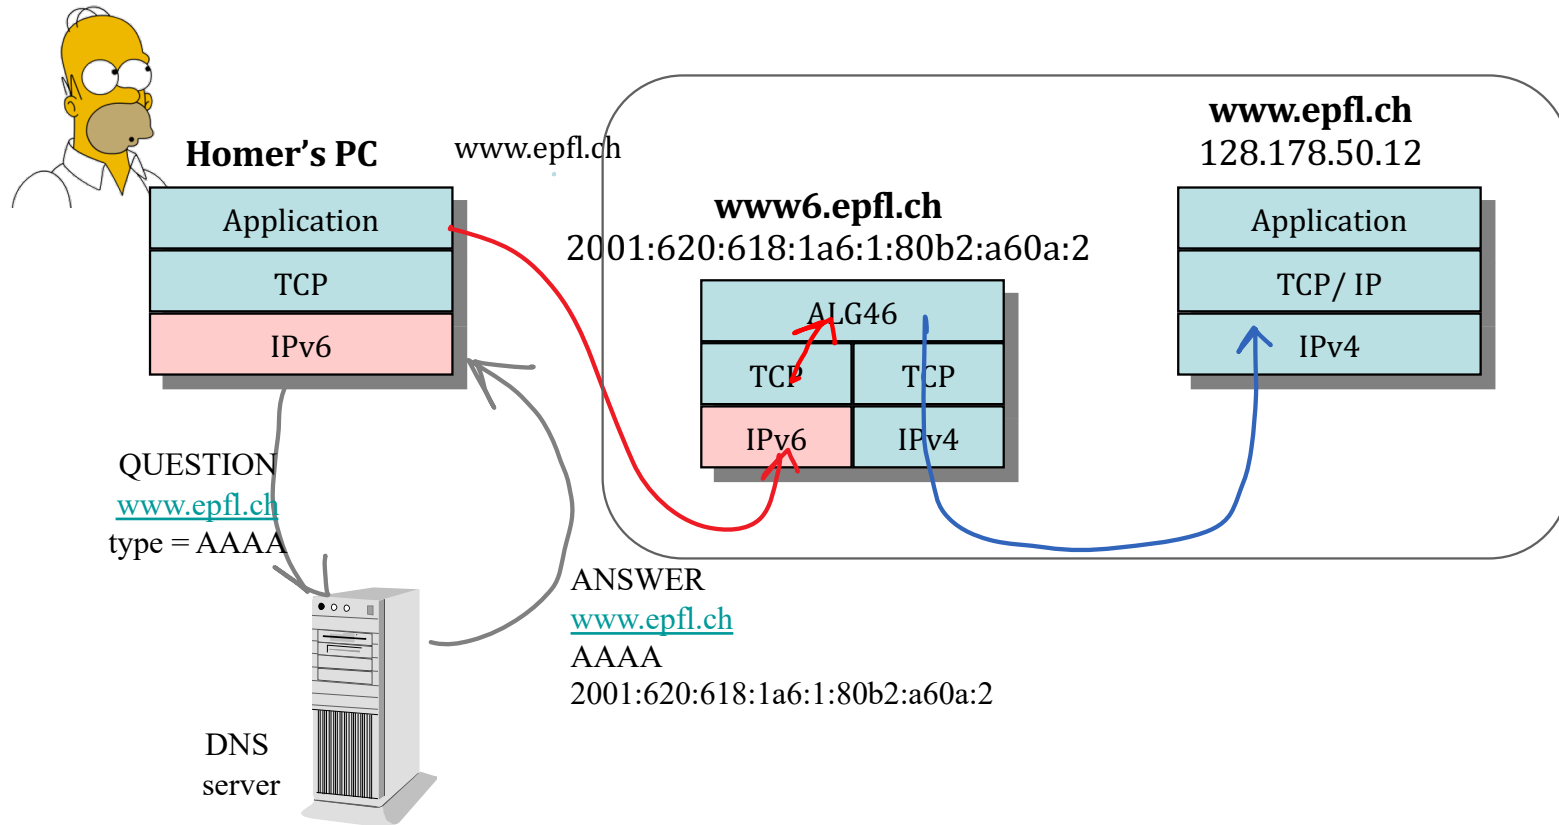 Homer's PC
www.epfl.ch
www.epfl.ch
128.178.50.12
www6.epfl.ch
2001:620:618:1a6:1:80b2:a60a:2
Application
TCP
IPv6
ALG46
TCP
TCP
IPv6
IPv4
Application
TCP/ IP
IPv4
QUESTION
www.epfl.ch
type = AAAA
ANSWER
www.epfl.ch
AAAA
2001:620:618:1a6:1:80b2:a60a:2
DNS
server